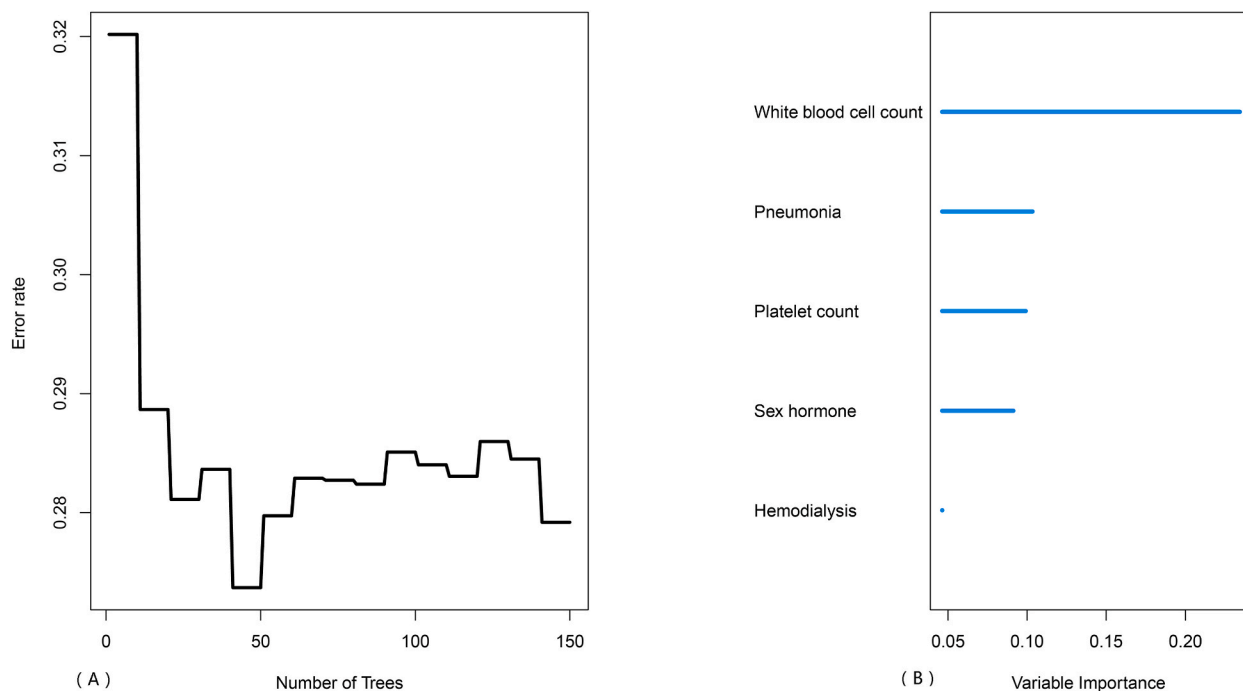 Error rate
0.32
0.31
0.30
0.29
0.28
0
50
100
150
Number of Trees
( A )
White blood cell count
Pneumonia
Platelet count
Sex hormone
Hemodialysis
0.05
0.10
0.15
0.20
Variable Importance
( B )